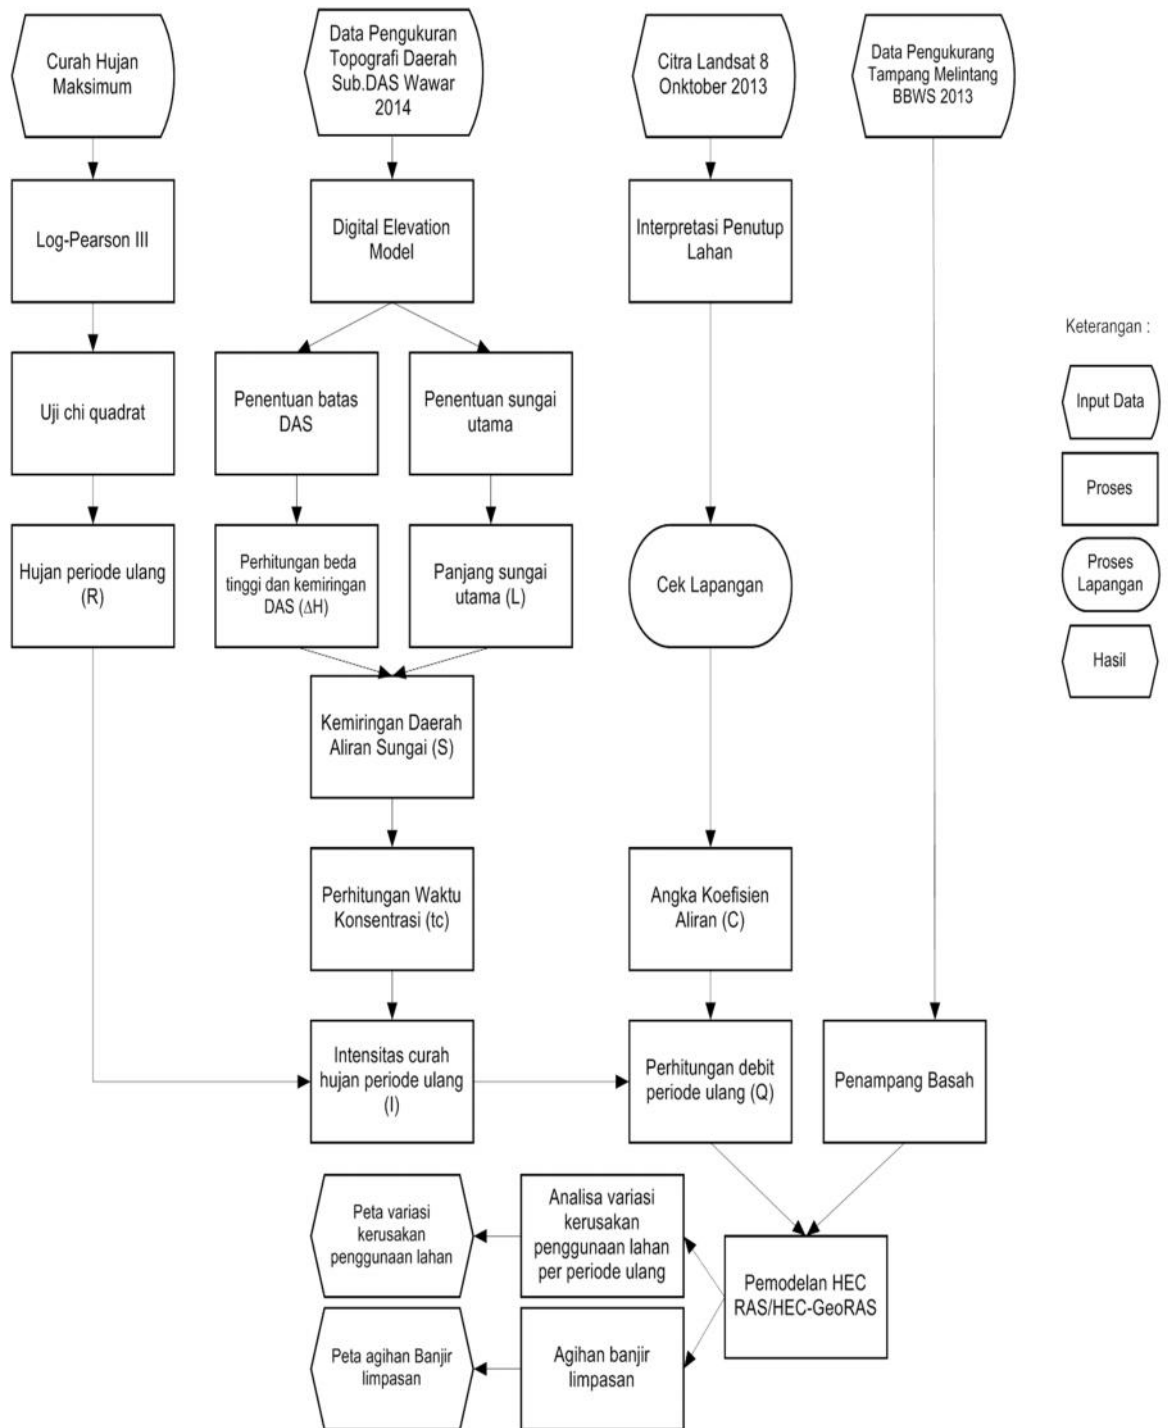 Curah Hujan
Maksimum
Data Pengukuran
Topografi Daerah
Sub.DAS Wawar
2014
Citra Landsat 8
Onktober 2013
Data Pengukurang
Tampang Melintang
BBWS 2013
Log-Pearson III
Digital Elevation
Model
Interpretasi Penutup
Lahan
Uji chi quadrat
Penentuan batas
DAS
Penentuan sungai
utama
Hujan periode ulang
(R)
Perhitungan beda
tinggi dan kemiringan
DAS (ΔH)
Panjang sungai
utama (L)
Cek Lapangan
Kemiringan Daerah
Aliran Sungai (S)
Perhitungan Waktu
Konsentrasi (tc)
Angka Koefisien
Aliran (C)
Intensitas curah
hujan periode ulang
(I)
Perhitungan debit
periode ulang (Q)
Penampang Basah
Peta variasi
kerusakan
penggunaan lahan
Analisa variasi
kerusakan
penggunaan lahan
per periode ulang
Pemodelan HEC
RAS/HEC-GeoRAS
Peta agihan Banjir
limpasan
Agihan banjir
limpasan
Keterangan :
Input Data
Proses
Proses
Lapangan
Hasil